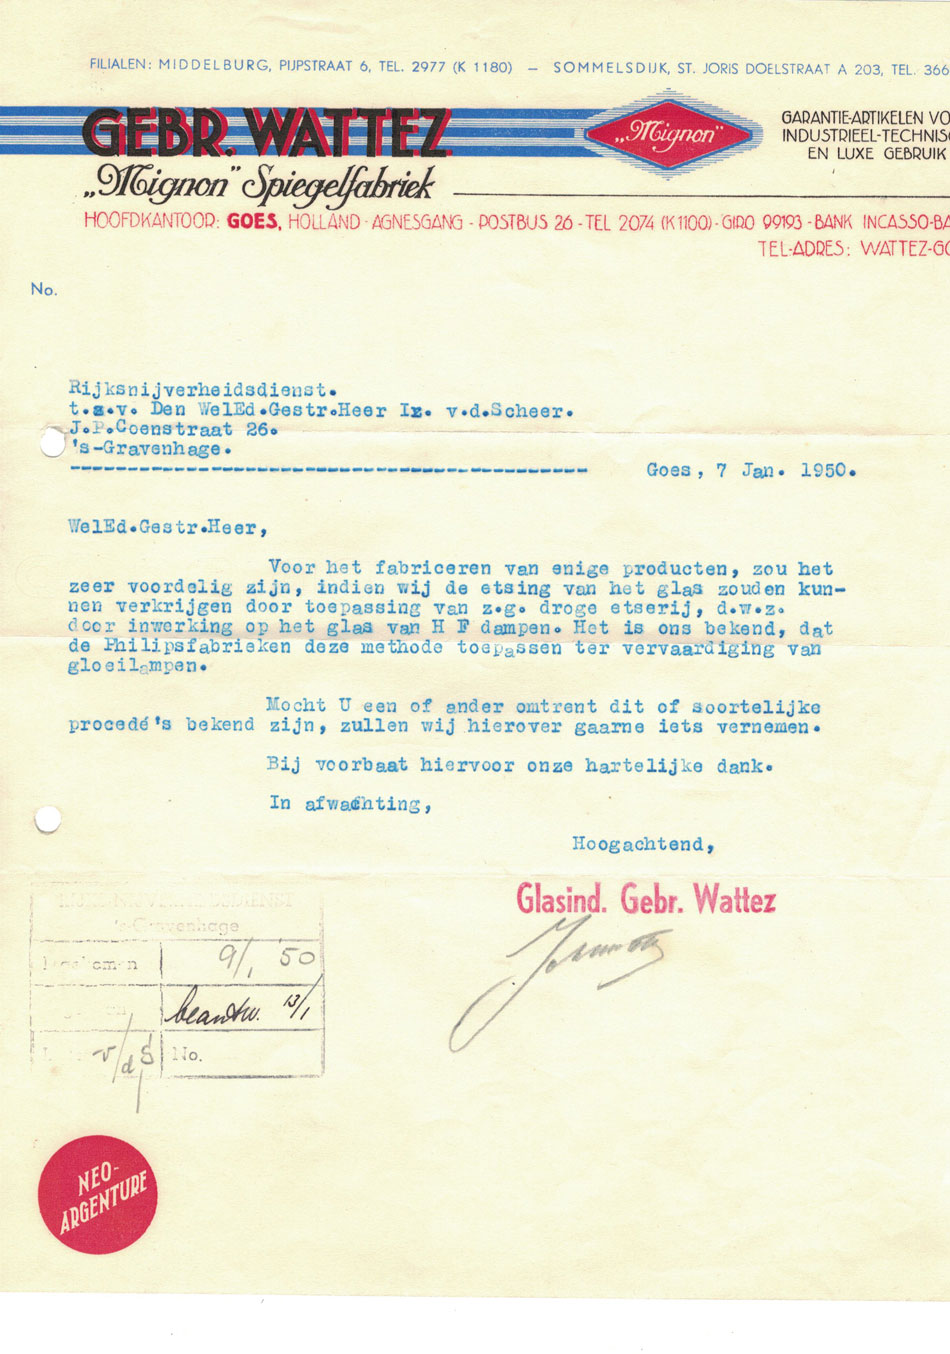 FILIALEN: MIDDELBURG, PIJPSTRAAT 6, TEL. 2977 (K 1180) — SOMMELSDIJK, ST. JORIS DOELSTRAAT A 203, TEL. 366
GEBR. WATTEZ
„Mignon” Spiegelfabriek
„Mignon”
GARANTIE-ARTIKELEN VO
INDUSTRIEEL-TECHNISC
EN LUXE GEBRUIK
HOOFDKANTOOR: GOES, HOLLAND - AGNESGANG - POSTBUS 26 - TEL 2074 (K1100) - GIRO 99193 - BANK INCASSO-BA
TEL-ADRES: WATTEZ-GO
No.
Rijksnijverheidsdienst.
t.a.v. Den WelEd.Gestr.Heer Ir. v.d.Scheer.
J.P.Coenstraat 26.
's-Gravenhage.
Goes, 7 Jan. 1950.
WelEd.Gestr.Heer,
Voor het fabriceren van enige producten, zou het
zeer voordelig zijn, indien wij de etsing van het glas zouden kun-
nen verkrijgen door toepassing van z.g. droge etserij, d.w.z.
door inwerking op het glas van H F dampen. Het is ons bekend, dat
de Philipsfabrieken deze methode toepassen ter vervaardiging van
gloeilampen.
Mocht U een of ander omtrent dit of soortelijke
procedé's bekend zijn, zullen wij hierover gaarne iets vernemen.
Bij voorbaat hiervoor onze hartelijke dank.
In afwachting,
Hoogachtend,
Glasind. Gebr. Wattez
RIJKSNIJVERHEIDSDIENST
's-Gravenhage
Ingekomen 9/1 '50
beantw. 13/1
v/dS No.
NEO-
ARGENTURE